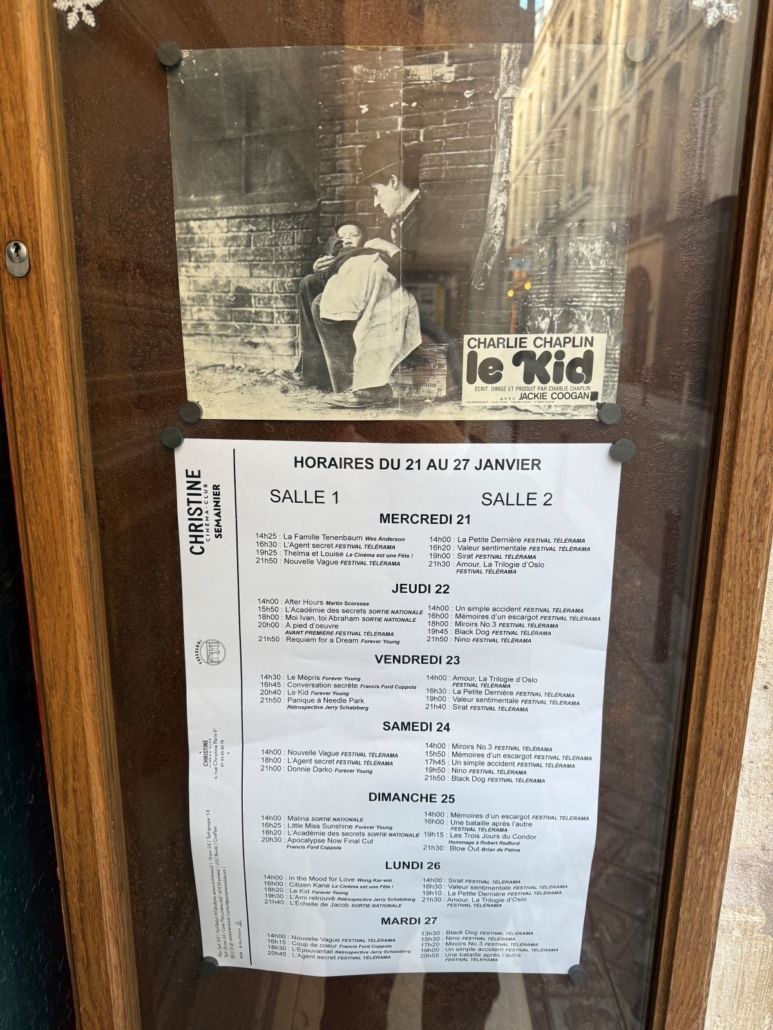 CHARLIE CHAPLIN
le Kid
ÉCRIT, DIRIGÉ ET PRODUIT PAR CHARLIE CHAPLIN
AVEC JACKIE COOGAN
CHRISTINE
CINÉMA CLUB
SEMAINIER
HORAIRES DU 21 AU 27 JANVIER
SALLE 1
SALLE 2
MERCREDI 21
14h25 : La Famille Tenenbaum Wes Anderson
16h30 : L'Agent secret FESTIVAL TÉLÉRAMA
19h25 : Thelma et Louise Le Cinéma est une Fête !
21h50 : Nouvelle Vague FESTIVAL TÉLÉRAMA
14h00 : La Petite Dernière FESTIVAL TÉLÉRAMA
16h20 : Valeur sentimentale FESTIVAL TÉLÉRAMA
19h00 : Sirat FESTIVAL TÉLÉRAMA
21h30 : Amour, La Trilogie d'Oslo
FESTIVAL TÉLÉRAMA
JEUDI 22
14h00 : After Hours Martin Scorsese
15h50 : L'Académie des secrets SORTIE NATIONALE
18h00 : Moi Ivan, toi Abraham SORTIE NATIONALE
20h00 : À pied d'oeuvre
AVANT PREMIÈRE FESTIVAL TÉLÉRAMA
21h50 : Requiem for a Dream Forever Young
14h00 : Un simple accident FESTIVAL TÉLÉRAMA
16h00 : Mémoires d'un escargot FESTIVAL TÉLÉRAMA
18h00 : Miroirs No.3 FESTIVAL TÉLÉRAMA
19h45 : Black Dog FESTIVAL TÉLÉRAMA
21h50 : Nino FESTIVAL TÉLÉRAMA
VENDREDI 23
14h30 : Le Mépris Forever Young
16h45 : Conversation secrète Francis Ford Coppola
20h40 : Le Kid Forever Young
21h50 : Panique à Needle Park
Rétrospective Jerry Schatzberg
14h00 : Amour, La Trilogie d'Oslo
FESTIVAL TÉLÉRAMA
16h30 : La Petite Dernière FESTIVAL TÉLÉRAMA
19h00 : Valeur sentimentale FESTIVAL TÉLÉRAMA
21h40 : Sirat FESTIVAL TÉLÉRAMA
SAMEDI 24
14h00 : Nouvelle Vague FESTIVAL TÉLÉRAMA
18h00 : L'Agent secret FESTIVAL TÉLÉRAMA
21h00 : Donnie Darko Forever Young
14h00 : Miroirs No.3 FESTIVAL TÉLÉRAMA
15h50 : Mémoires d'un escargot FESTIVAL TÉLÉRAMA
17h45 : Un simple accident FESTIVAL TÉLÉRAMA
19h50 : Nino FESTIVAL TÉLÉRAMA
21h50 : Black Dog FESTIVAL TÉLÉRAMA
DIMANCHE 25
14h00 : Malina SORTIE NATIONALE
16h25 : Little Miss Sunshine Forever Young
18h20 : L'Académie des secrets SORTIE NATIONALE
20h30 : Apocalypse Now Final Cut
Francis Ford Coppola
14h00 : Mémoires d'un escargot FESTIVAL TÉLÉRAMA
16h00 : Une bataille après l'autre
FESTIVAL TÉLÉRAMA
19h15 : Les Trois Jours du Condor
Hommage à Robert Redford
21h30 : Blow Out Brian de Palma
LUNDI 26
14h00 : In the Mood for Love Wong Kar-wai
16h00 : Citizen Kane Le Cinéma est une Fête !
18h20 : Le Kid Forever Young
19h30 : L'Ami retrouvé Rétrospective Jerry Schatzberg
21h40 : L'Échelle de Jacob SORTIE NATIONALE
14h00 : Sirat FESTIVAL TÉLÉRAMA
16h30 : Valeur sentimentale FESTIVAL TÉLÉRAMA
19h10 : La Petite Dernière FESTIVAL TÉLÉRAMA
21h30 : Amour, La Trilogie d'Oslo
FESTIVAL TÉLÉRAMA
MARDI 27
14h00 : Nouvelle Vague FESTIVAL TÉLÉRAMA
16h15 : Coup de coeur Francis Ford Coppola
18h30 : L'Épouvantail Rétrospective Jerry Schatzberg
20h45 : L'Agent secret FESTIVAL TÉLÉRAMA
13h30 : Black Dog FESTIVAL TÉLÉRAMA
15h30 : Nino FESTIVAL TÉLÉRAMA
17h20 : Miroirs No.3 FESTIVAL TÉLÉRAMA
19h00 : Un simple accident FESTIVAL TÉLÉRAMA
20h55 : Une bataille après l'autre
FESTIVAL TÉLÉRAMA
CHRISTINE